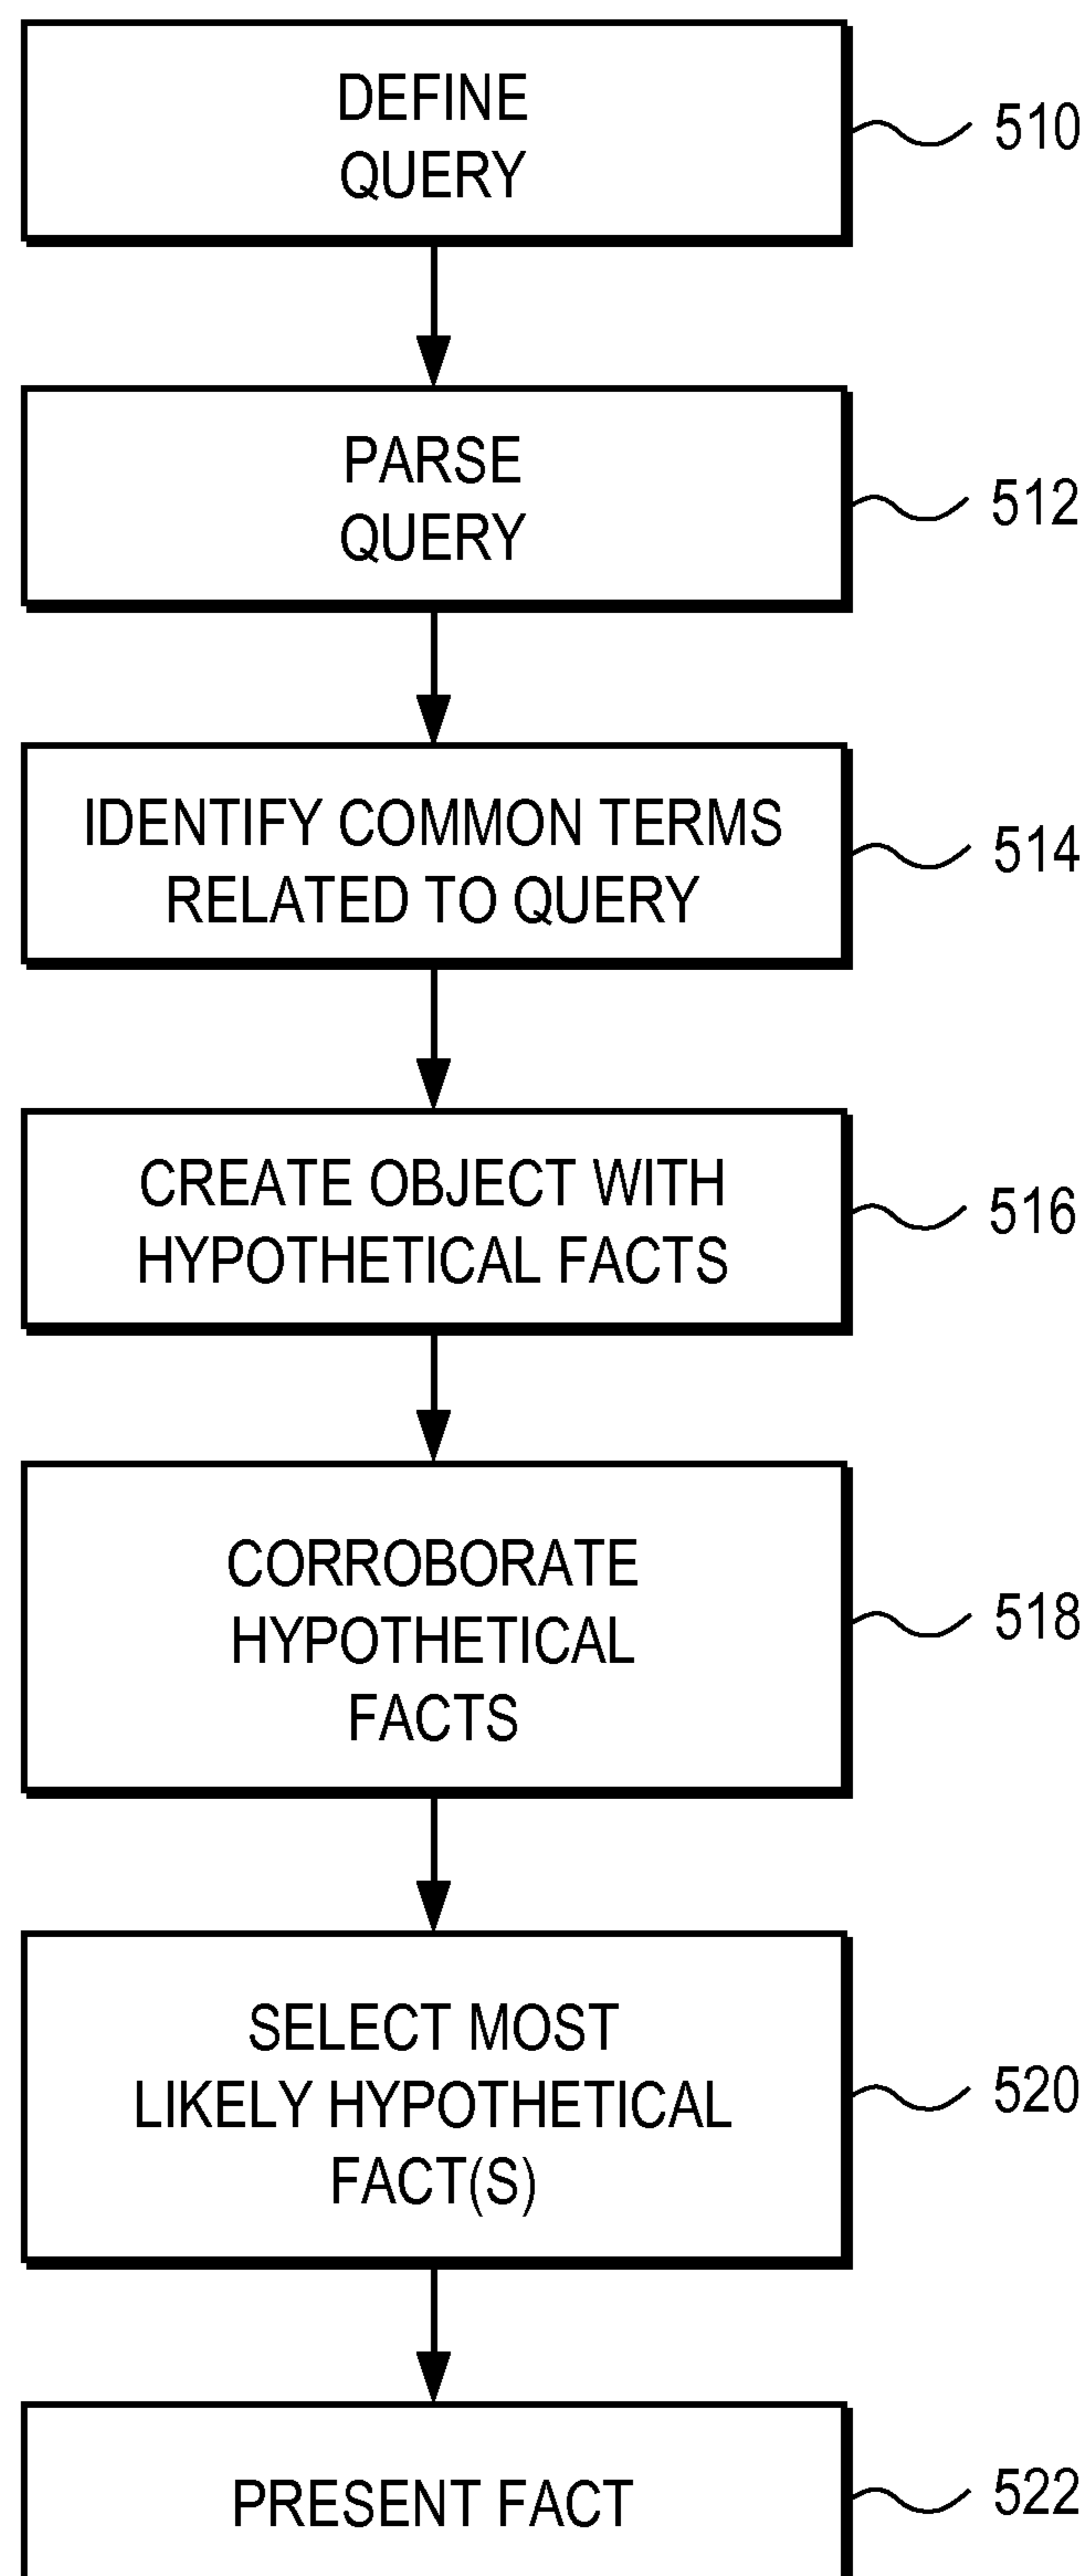 DEFINE
QUERY
510
PARSE
QUERY
512
IDENTIFY COMMON TERMS
RELATED TO QUERY
514
CREATE OBJECT WITH
HYPOTHETICAL FACTS
516
CORROBORATE
HYPOTHETICAL
FACTS
518
SELECT MOST
LIKELY HYPOTHETICAL
FACT(S)
520
PRESENT FACT
522